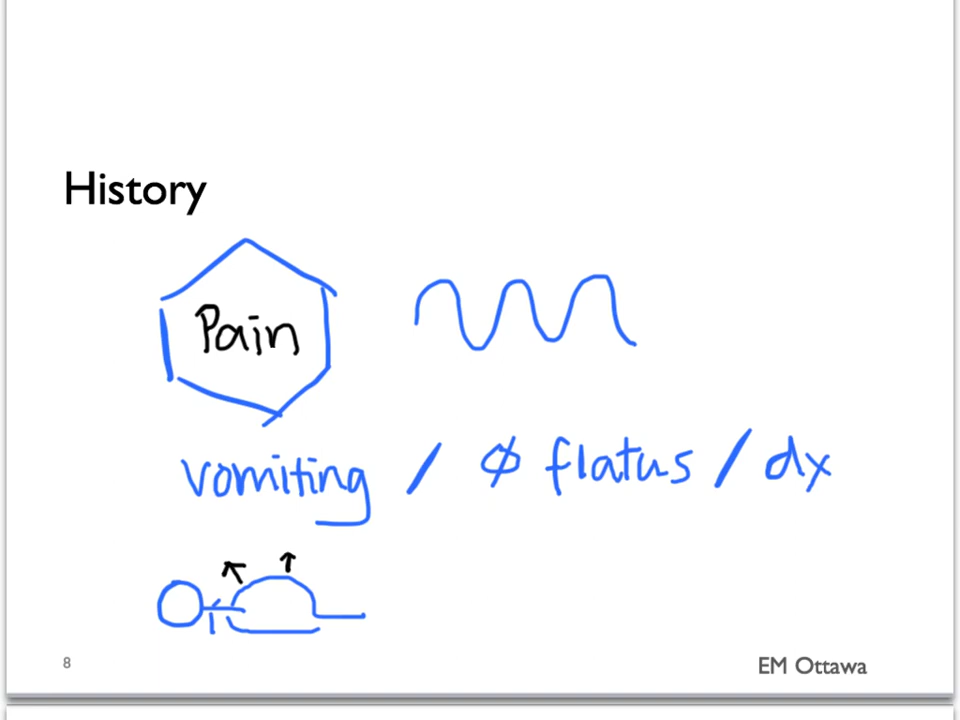 History
Pain
vomiting / ∅ flatus / dx
8
EM Ottawa